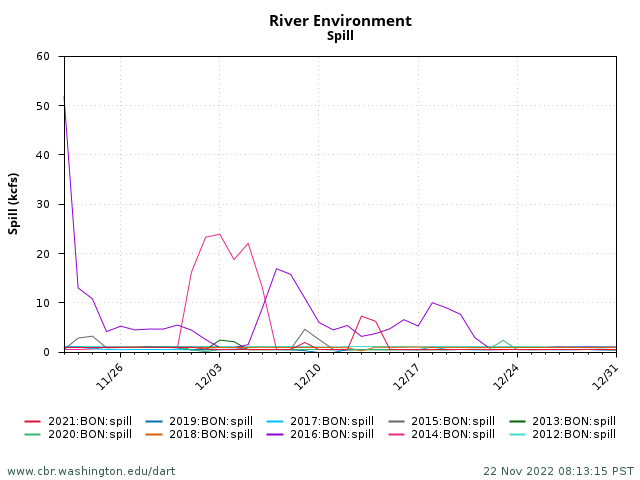 River Environment
Spill
60
50
40
30
20
10
0
Spill (kcfs)
11/26 12/03 12/10 12/17 12/24 12/31
2021:BON:spill 2019:BON:spill 2017:BON:spill 2015:BON:spill 2013:BON:spill
2020:BON:spill 2018:BON:spill 2016:BON:spill 2014:BON:spill 2012:BON:spill
www.cbr.washington.edu/dart 22 Nov 2022 08:13:15 PST